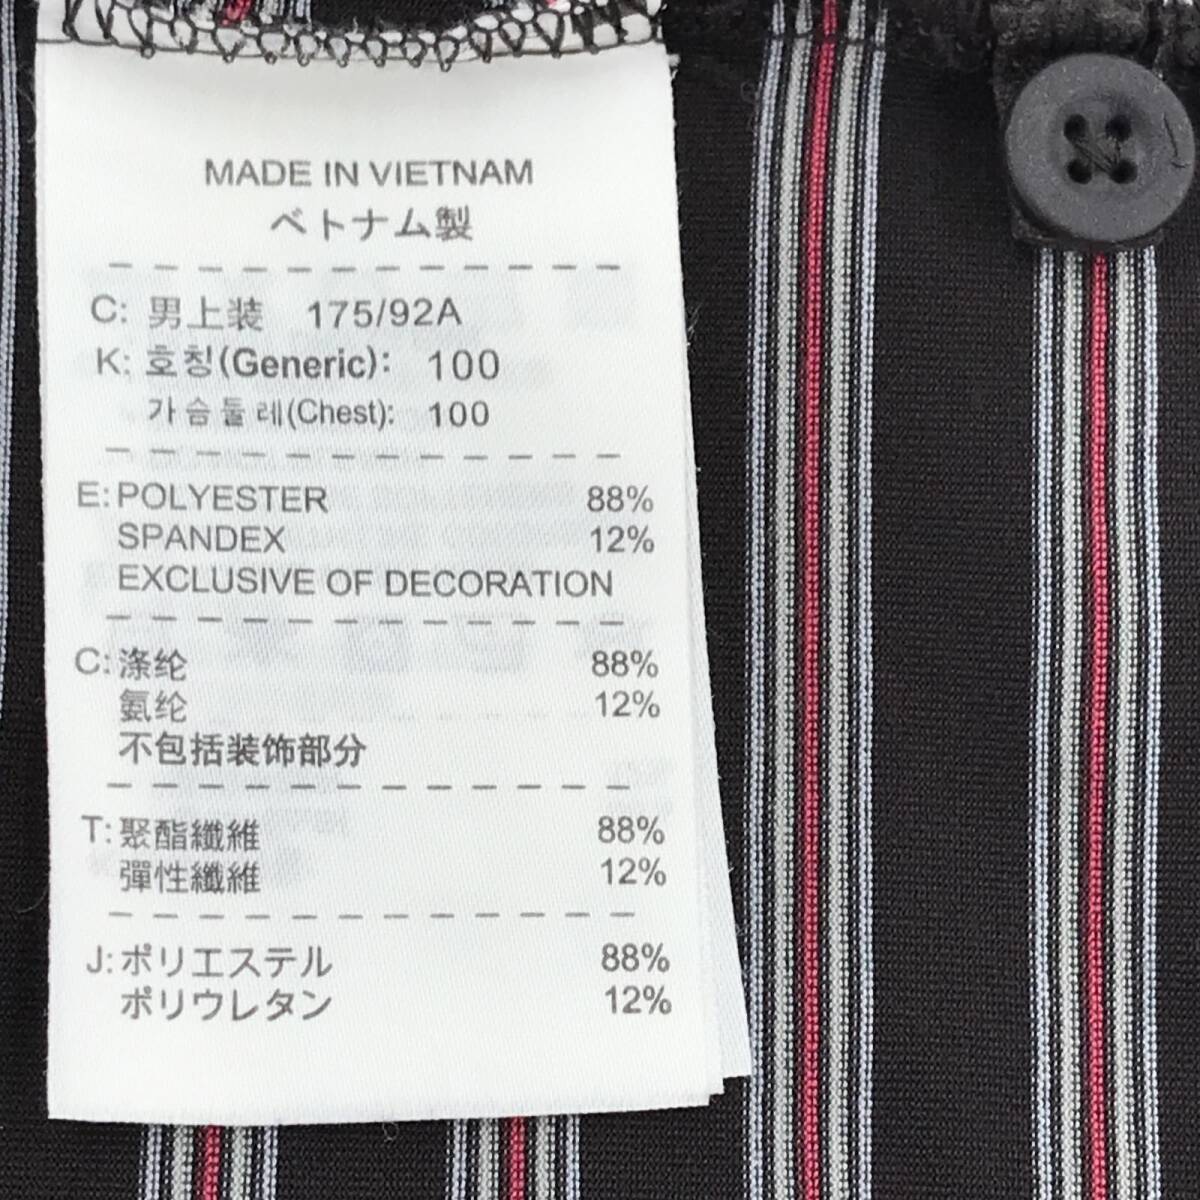 MADE IN VIETNAM
ベトナム製
C: 男上装 175/92A
K: 호칭(Generic): 100
가슴둘레(Chest): 100
E: POLYESTER 88%
SPANDEX 12%
EXCLUSIVE OF DECORATION
C: 涤纶 88%
氨纶 12%
不包括装饰部分
T: 聚酯纖維 88%
彈性纖維 12%
J: ポリエステル 88%
ポリウレタン 12%